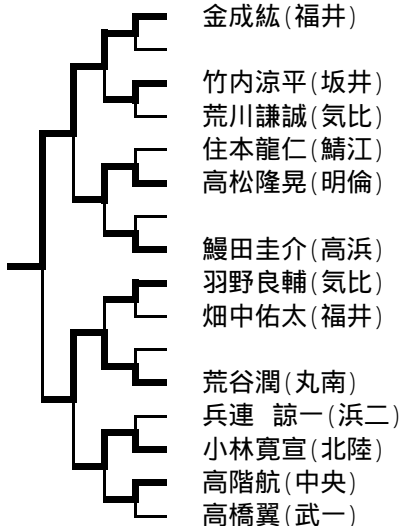 金成紘(福井)
竹内涼平(坂井)
荒川謙誠(気比)
住本龍仁(鯖江)
高松隆晃(明倫)
鰻田圭介(高浜)
羽野良輔(気比)
畑中佑太(福井)
荒谷潤(丸南)
兵連 諒一(浜二)
小林寛宣(北陸)
高階航(中央)
高橋翼(武一)